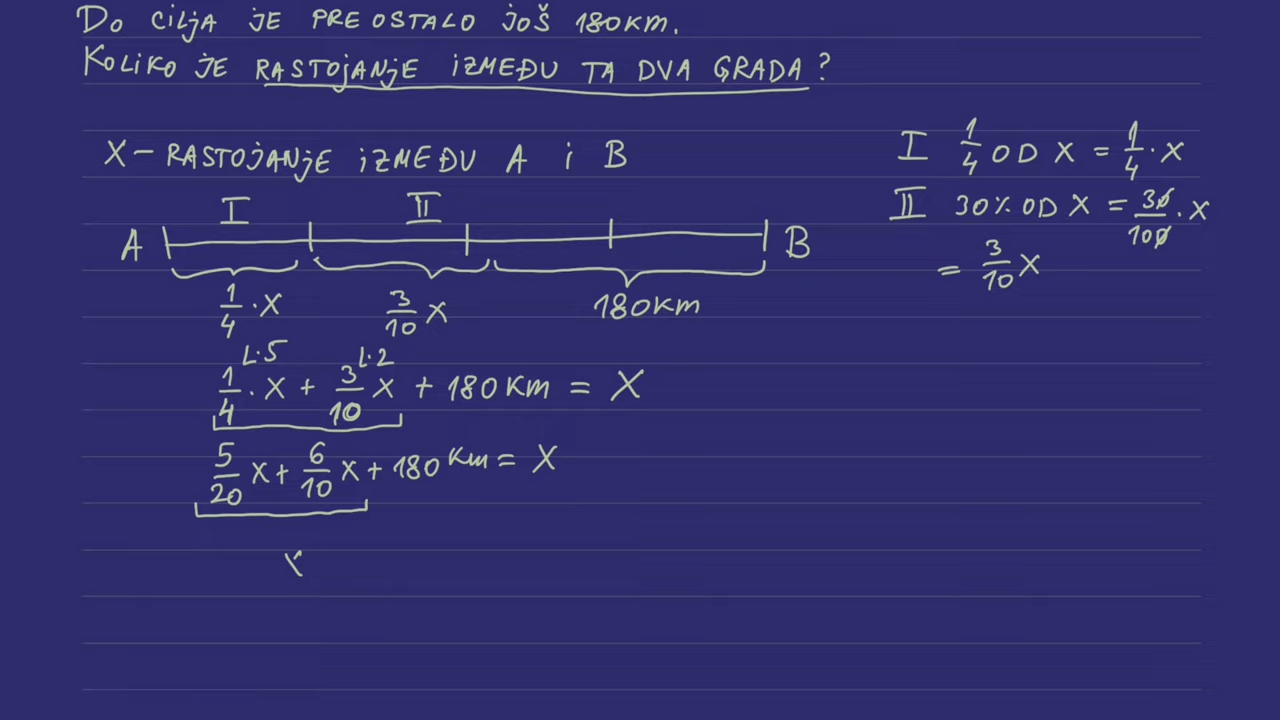 DO CILJA JE PREOSTALO JOŠ 180KM.
KOLIKO JE RASTOJANJE IZMEĐU TA DVA GRADA?
X - RASTOJANJE IZMEĐU A I B
I 1/4 OD X = 1/4 · X
II 30% OD X = 30/100 · X
= 3/10 X
I II
A B
1/4 · X 3/10 X 180KM
L·5 L·2
1/4 · X + 3/10 X + 180KM = X
5/20 X + 6/10 X + 180KM = X